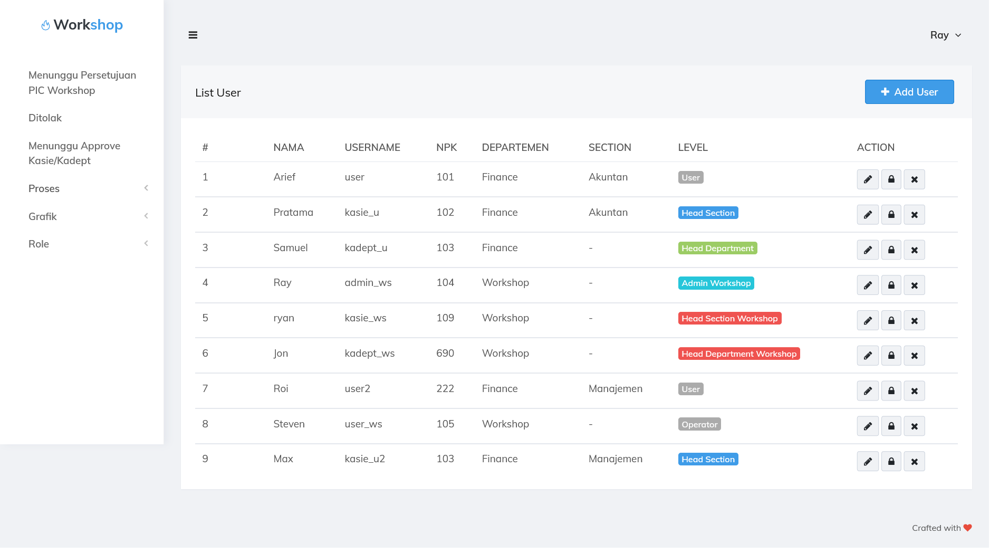 Workshop
Ray
Menunggu Persetujuan
PIC Workshop
Ditolak
Menunggu Approve
Kasie/Kadept
Proses
Grafik
Role
List User
Add User
# NAMA USERNAME NPK DEPARTEMEN SECTION LEVEL ACTION
1 Arief user 101 Finance Akuntan User
2 Pratama kasie_u 102 Finance Akuntan Head Section
3 Samuel kadept_u 103 Finance - Head Department
4 Ray admin_ws 104 Workshop - Admin Workshop
5 ryan kasie_ws 109 Workshop - Head Section Workshop
6 Jon kadept_ws 690 Workshop - Head Department Workshop
7 Roi user2 222 Finance Manajemen User
8 Steven user_ws 105 Workshop - Operator
9 Max kasie_u2 103 Finance Manajemen Head Section
Crafted with